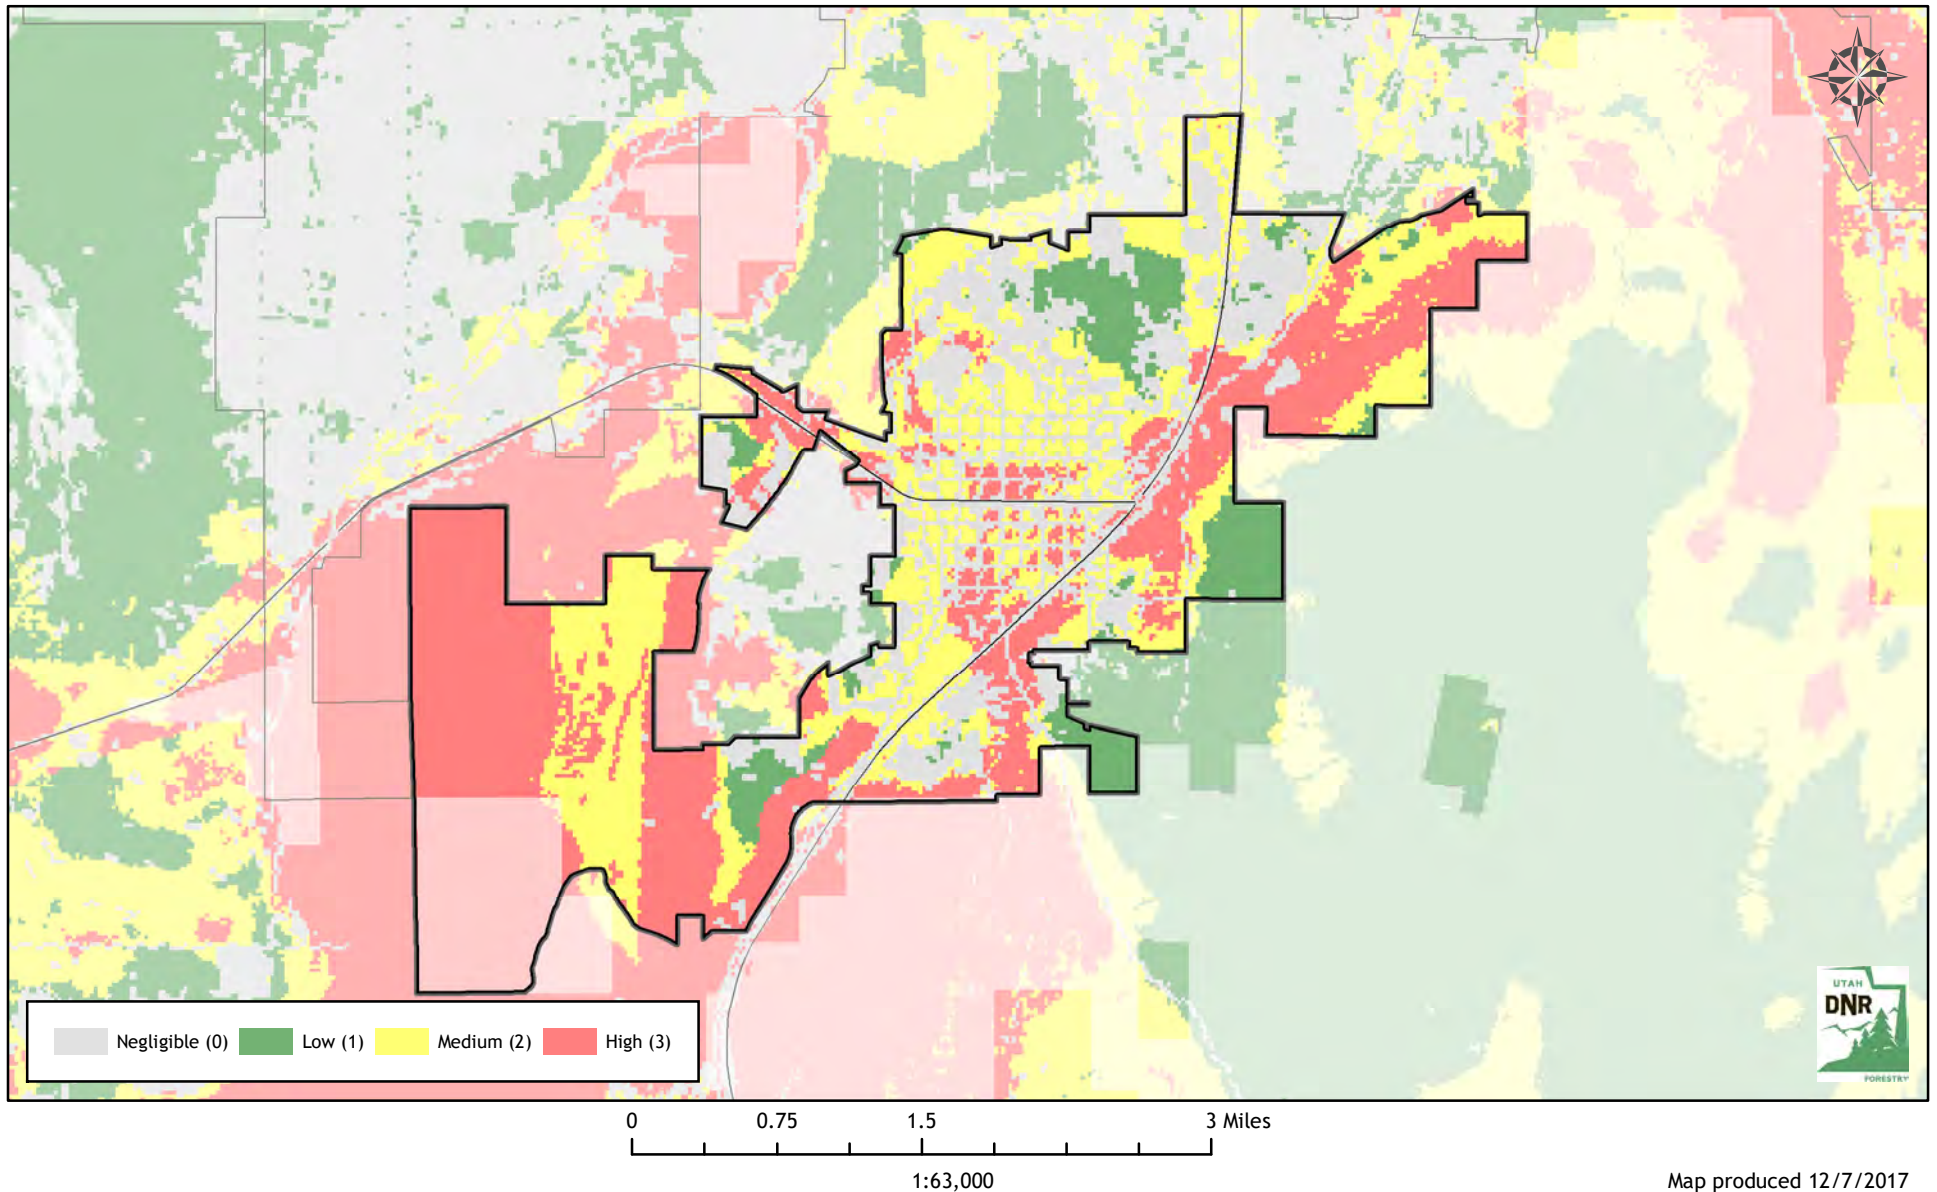 UTAH
DNR
FORESTRY
Negligible (0) Low (1) Medium (2) High (3)
0 0.75 1.5 3 Miles
1:63,000
Map produced 12/7/2017